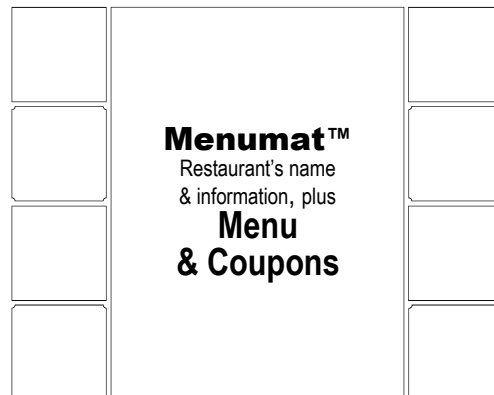 Menumat™
Restaurant’s name
& information, plus
Menu
& Coupons